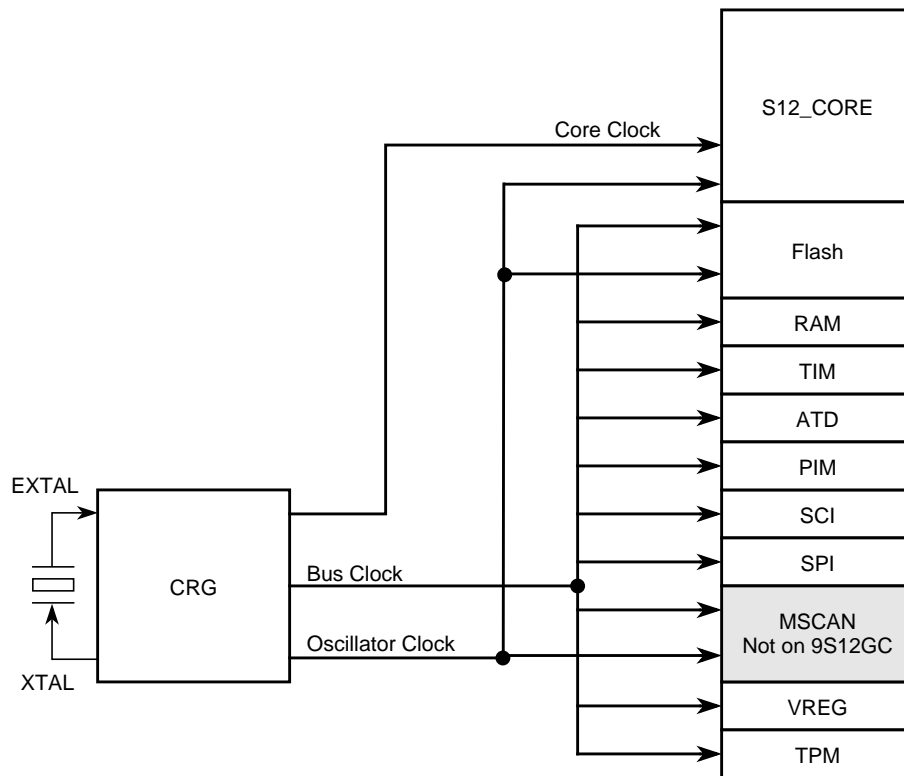 S12_CORE
Core Clock
Flash
RAM
TIM
ATD
PIM
EXTAL
SCI
SPI
Bus Clock
CRG
MSCAN
Not on 9S12GC
Oscillator Clock
XTAL
VREG
TPM